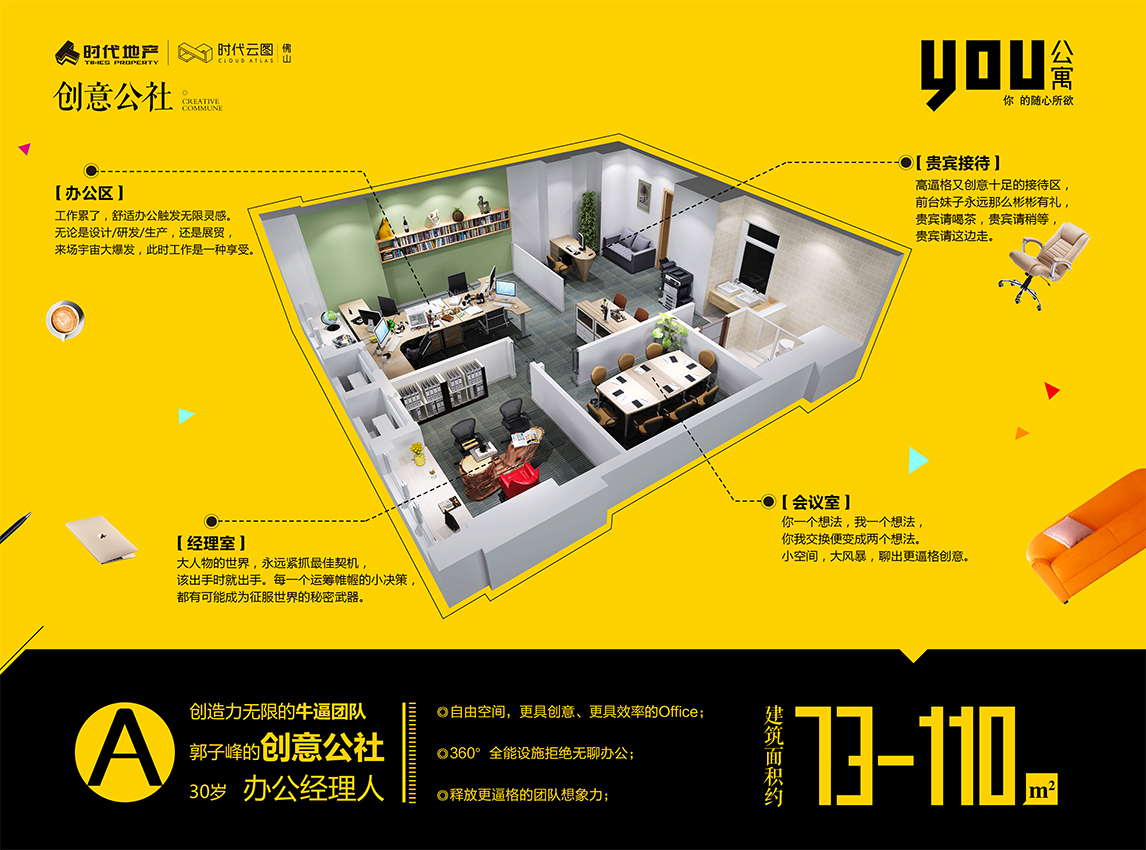 时代地产
TIMES PROPERTY
时代云图
CLOUD ATLAS
佛山
创意公社
CREATIVE
COMMUNE
you公寓
你 的随心所欲
【办公区】
工作累了，舒适办公触发无限灵感。
无论是设计/研发/生产，还是展贸，
来场宇宙大爆发，此时工作是一种享受。
【贵宾接待】
高逼格又创意十足的接待区，
前台妹子永远那么彬彬有礼，
贵宾请喝茶，贵宾请稍等，
贵宾请这边走。
【经理室】
大人物的世界，永远紧抓最佳契机，
该出手时就出手。每一个运筹帷幄的小决策，
都有可能成为征服世界的秘密武器。
【会议室】
你一个想法，我一个想法，
你我交换便变成两个想法。
小空间，大风暴，聊出更逼格创意。
A
创造力无限的牛逼团队
郭子峰的创意公社
30岁 办公经理人
◎自由空间，更具创意、更具效率的Office；
◎360°全能设施拒绝无聊办公；
◎释放更逼格的团队想象力；
建筑面积约
73-110
m²